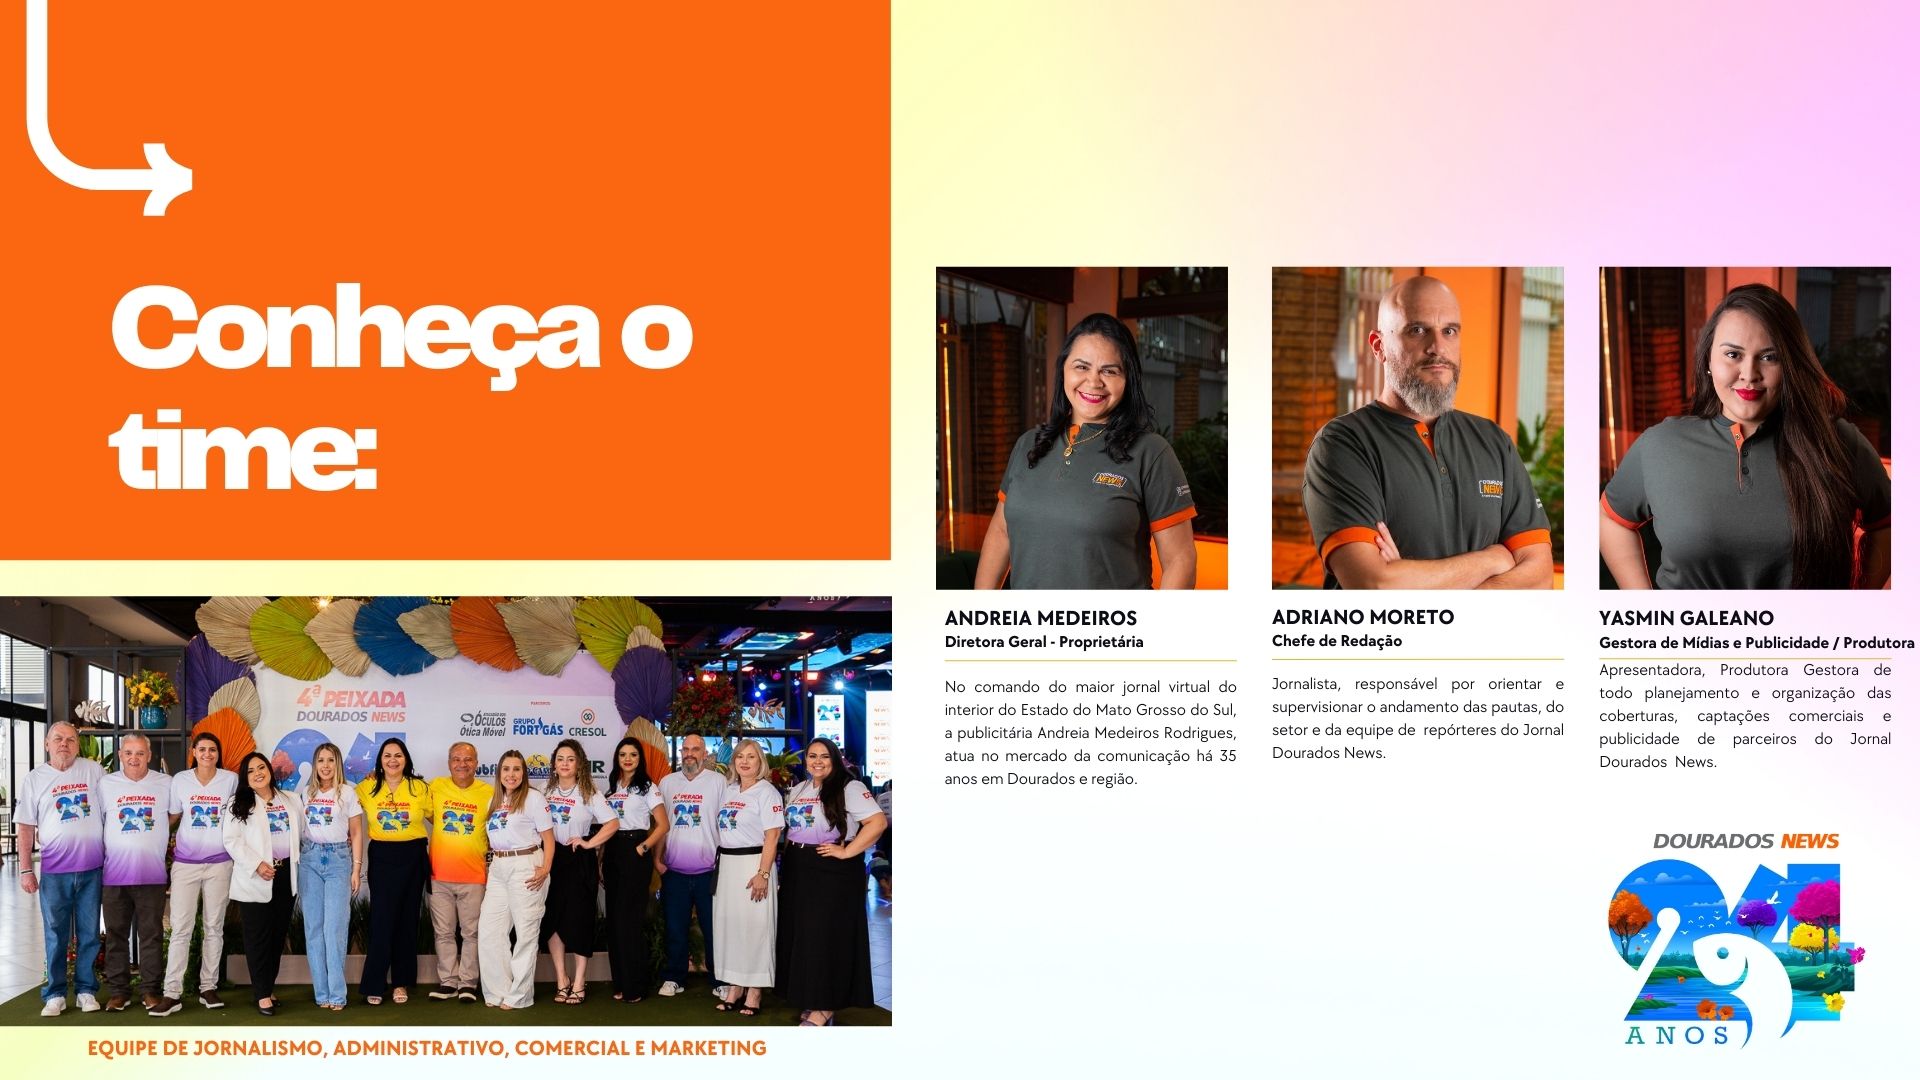 Conheça o
time:
4ª PEIXADA
DOURADOS NEWS
ÓCULOS
Ótica Móvel
GRUPO
FORTGÁS
CRESOL
EQUIPE DE JORNALISMO, ADMINISTRATIVO, COMERCIAL E MARKETING
ANDREIA MEDEIROS
Diretora Geral - Proprietária
No comando do maior jornal virtual do
interior do Estado do Mato Grosso do Sul,
a publicitária Andreia Medeiros Rodrigues,
atua no mercado da comunicação há 35
anos em Dourados e região.
ADRIANO MORETO
Chefe de Redação
Jornalista, responsável por orientar e
supervisionar o andamento das pautas, do
setor e da equipe de repórteres do Jornal
Dourados News.
YASMIN GALEANO
Gestora de Mídias e Publicidade / Produtora
Apresentadora, Produtora Gestora de
todo planejamento e organização das
coberturas, captações comerciais e
publicidade de parceiros do Jornal
Dourados News.
DOURADOS NEWS
24
ANOS